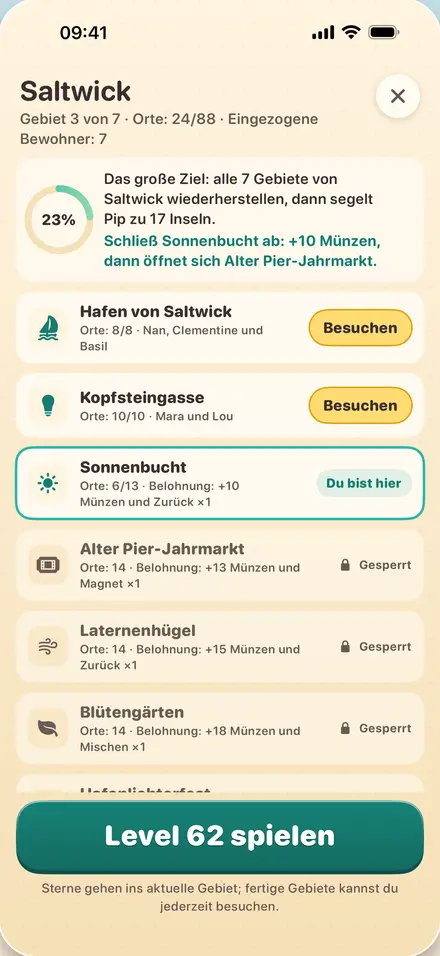 09:41
Saltwick
Gebiet 3 von 7 · Orte: 24/88 · Eingezogene
Bewohner: 7
23%
Das große Ziel: alle 7 Gebiete von
Saltwick wiederherstellen, dann segelt
Pip zu 17 Inseln.
Schließ Sonnenbucht ab: +10 Münzen,
dann öffnet sich Alter Pier-Jahrmarkt.
Hafen von Saltwick
Orte: 8/8 · Nan, Clementine und
Basil
Besuchen
Kopfsteingasse
Orte: 10/10 · Mara und Lou
Besuchen
Sonnenbucht
Orte: 6/13 · Belohnung: +10
Münzen und Zurück ×1
Du bist hier
Alter Pier-Jahrmarkt
Orte: 14 · Belohnung: +13 Münzen und
Magnet ×1
Gesperrt
Laternenhügel
Orte: 14 · Belohnung: +15 Münzen und
Zurück ×1
Gesperrt
Blütengärten
Orte: 14 · Belohnung: +18 Münzen und
Mischen ×1
Gesperrt
Hafenlichterfest
Level 62 spielen
Sterne gehen ins aktuelle Gebiet; fertige Gebiete kannst du
jederzeit besuchen.